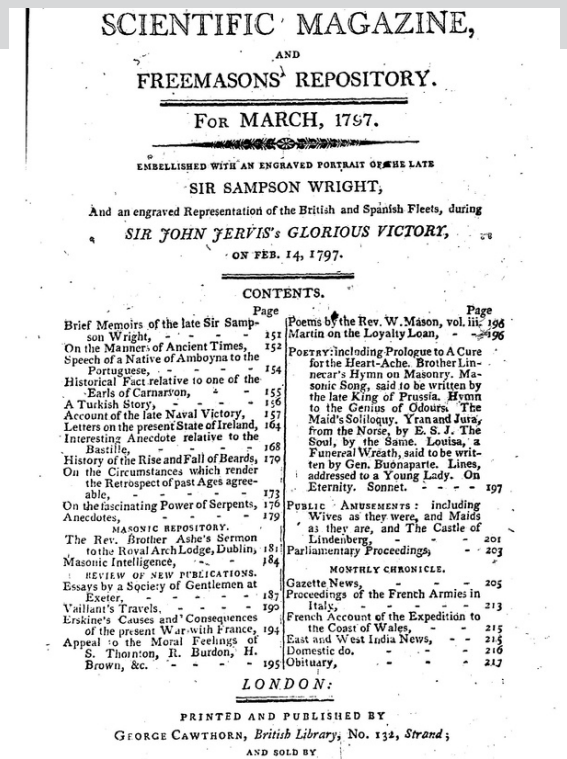 SCIENTIFIC MAGAZINE,
AND
FREEMASONS' REPOSITORY.
FOR MARCH, 1797.
EMBELLISHED WITH AN ENGRAVED PORTRAIT OF THE LATE
SIR SAMPSON WRIGHT,
And an engraved Representation of the British and Spanish Fleets, during
SIR JOHN JERVIS's GLORIOUS VICTORY,
ON FEB. 14, 1797.
CONTENTS.
Page
Brief Memoirs of the late Sir Samp-
son Wright, - - - - 151
On the Manners of Ancient Times, 152
Speech of a Native of Amboyna to the
Portuguese, - - - - 154
Historical Fact relative to one of the
Earls of Carnarvon, - - 155
A Turkish Story, - - - - 156
Account of the late Naval Victory, 157
Letters on the present State of Ireland, 164
Interesting Anecdote relative to the
Bastille, - - - - 168
History of the Rise and Fall of Beards, 170
On the Circumstances which render
the Retrospect of past Ages agree-
able, - - - - 173
On the fascinating Power of Serpents, 176
Anecdotes, - - - - 179
MASONIC REPOSITORY.
The Rev. Brother Ashe's Sermon
to the Royal Arch Lodge, Dublin, 181
Masonic Intelligence, - - 184
REVIEW OF NEW PUBLICATIONS.
Essays by a Society of Gentlemen at
Exeter, - - - - 187
Vaillant's Travels, - - - - 190
Erskine's Causes and Consequences
of the present War with France, 194
Appeal to the Moral Feelings of
S. Thornton, R. Burdon, H.
Brown, &c. - - - - 195
Page
Poems by the Rev. W. Mason, vol. iii. 196
Martin on the Loyalty Loan, - - 196
POETRY: including Prologue to A Cure
for the Heart-Ache. Brother Lin-
necar's Hymn on Masonry. Ma-
sonic Song, said to be written by
the late King of Prussia. Hymn
to the Genius of Odours. The
Maid's Soliloquy. Yran and Jura,
from the Norse, by E. S. J. The
Soul, by the Same. Louisa, a
Funereal Wreath, said to be writ-
ten by Gen. Buonaparte. Lines,
addressed to a Young Lady. On
Eternity. Sonnet. - - - - 197
PUBLIC AMUSEMENTS: including
Wives as they were, and Maids
as they are, and The Castle of
Lindenberg, - - - - 201
Parliamentary Proceedings, - 203
MONTHLY CHRONICLE.
Gazette News, - - - - 205
Proceedings of the French Armies in
Italy, - - - - 213
French Account of the Expedition to
the Coast of Wales, - - 215
East and West India News, - - 215
Domestic do. - - - - 216
Obituary, - - - - 217
LONDON:
PRINTED AND PUBLISHED BY
GEORGE CAWTHORN, British Library, No. 132, Strand;
AND SOLD BY